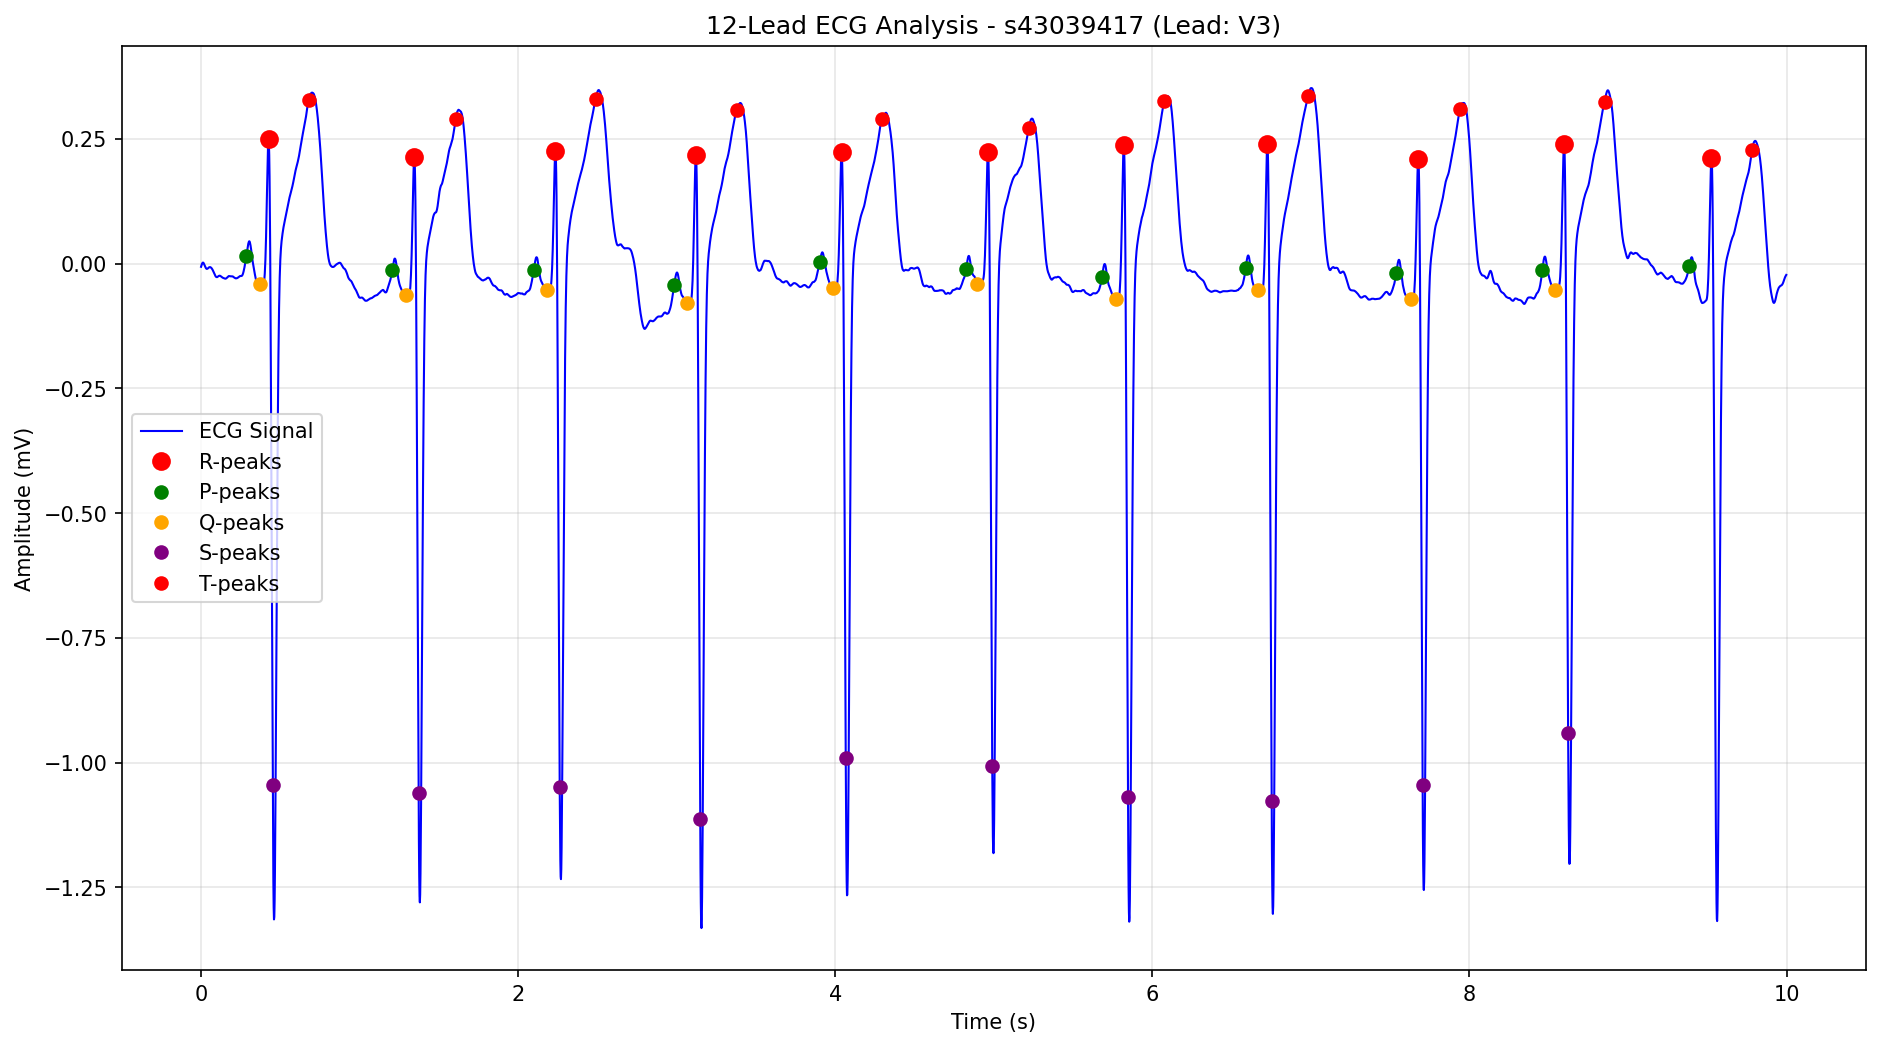 12-Lead ECG Analysis - s43039417 (Lead: V3)
Amplitude (mV)
0.25
0.00
−0.25
−0.50
−0.75
−1.00
−1.25
ECG Signal
R-peaks
P-peaks
Q-peaks
S-peaks
T-peaks
0 2 4 6 8 10
Time (s)